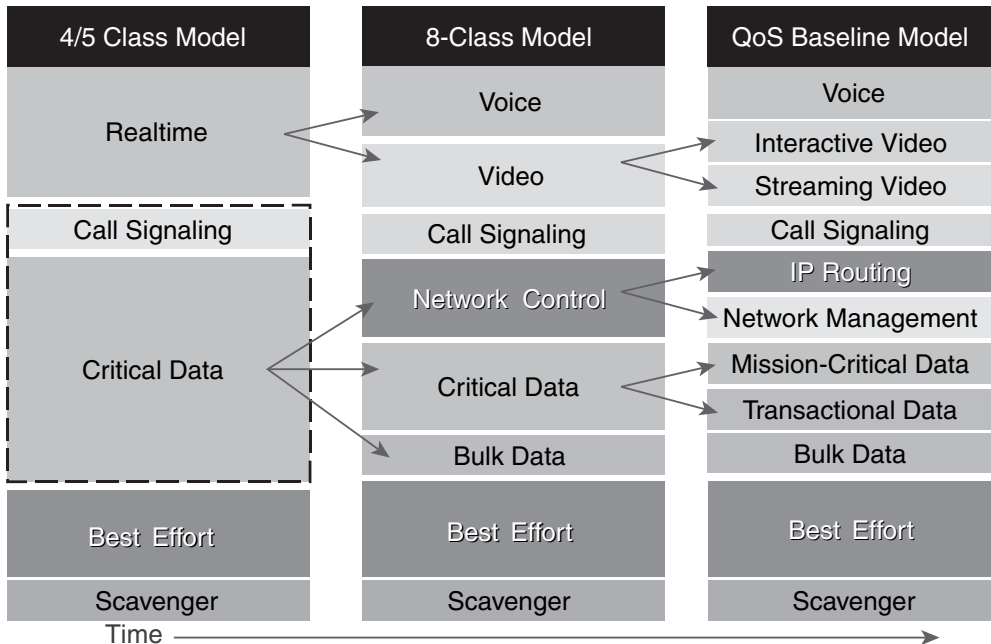 4/5 Class Model
Realtime
Call Signaling
Critical Data
Best Effort
Scavenger
8-Class Model
Voice
Video
Call Signaling
Network Control
Critical Data
Bulk Data
Best Effort
Scavenger
QoS Baseline Model
Voice
Interactive Video
Streaming Video
Call Signaling
IP Routing
Network Management
Mission-Critical Data
Transactional Data
Bulk Data
Best Effort
Scavenger
Time